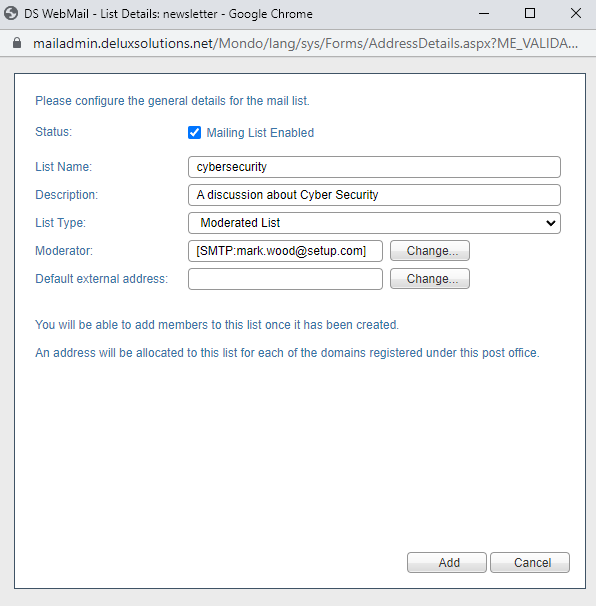 DS WebMail - List Details: newsletter - Google Chrome
mailadmin.deluxsolutions.net/Mondo/lang/sys/Forms/AddressDetails.aspx?ME_VALIDA...
Please configure the general details for the mail list.
Status: Mailing List Enabled
List Name: cybersecurity
Description: A discussion about Cyber Security
List Type: Moderated List
Moderator: [SMTP:mark.wood@setup.com] Change...
Default external address: Change...
You will be able to add members to this list once it has been created.
An address will be allocated to this list for each of the domains registered under this post office.
Add Cancel